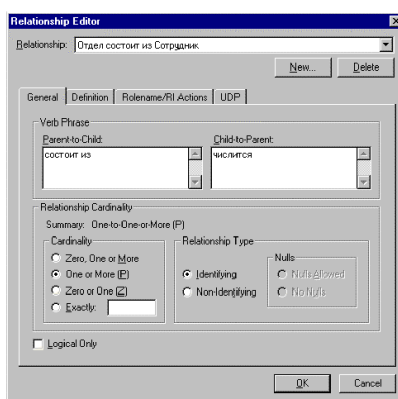 Relationship Editor
Relationship: Отдел состоит из Сотрудник
New... Delete
General Definition Rolename/RI Actions UDP
Verb Phrase
Parent-to-Child: Child-to-Parent:
состоит из числится
Relationship Cardinality
Summary: One-to-One-or-More (P)
Cardinality Relationship Type
Zero, One or More Nulls
One or More (P) Identifying Nulls Allowed
Zero or One (Z) Non-Identifying No Nulls
Exactly:
Logical Only
OK Cancel